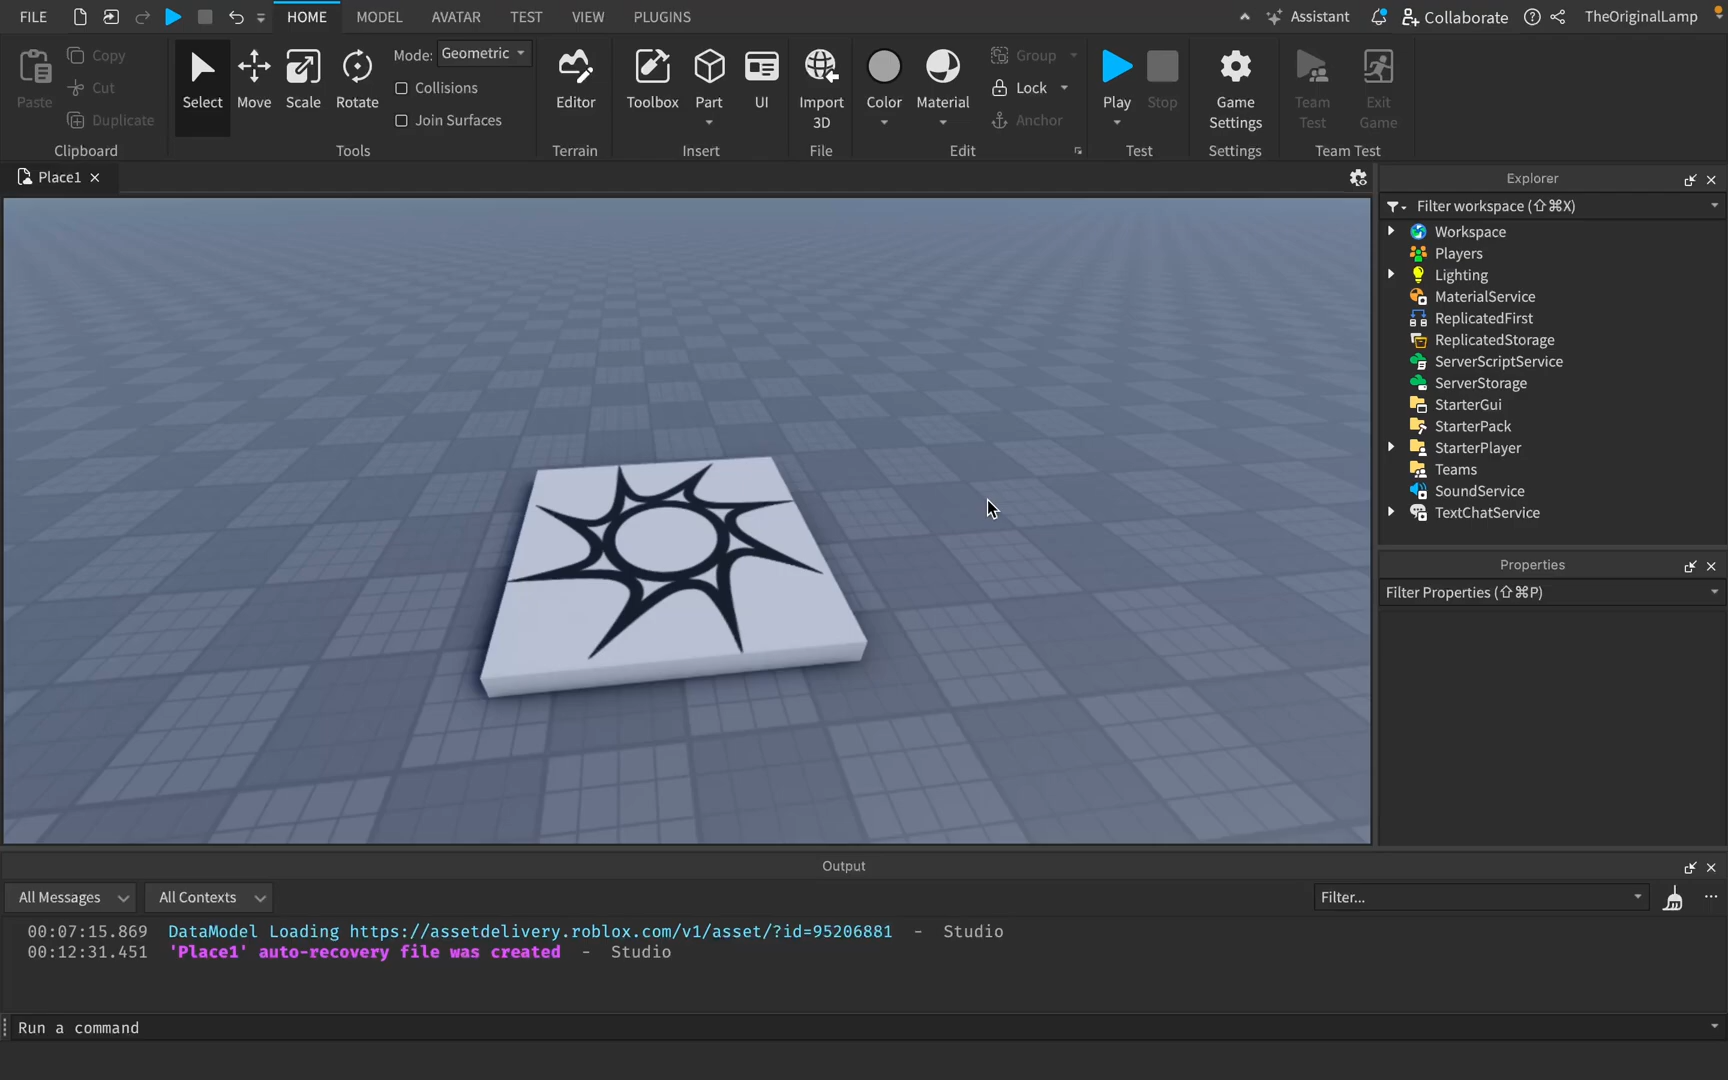 FILE HOME MODEL AVATAR TEST VIEW PLUGINS Assistant Collaborate TheOriginalLamp
Paste
Copy
Cut
Duplicate
Clipboard
Select Move Scale Rotate
Mode: Geometric
Collisions
Join Surfaces
Tools
Editor
Terrain
Toolbox Part UI
Insert
Import
3D
File
Color Material
Group
Lock
Anchor
Edit
Play Stop
Test
Game
Settings
Settings
Team
Test
Exit
Game
Team Test
Place1
Explorer
Filter workspace (⇧⌘X)
Workspace
Players
Lighting
MaterialService
ReplicatedFirst
ReplicatedStorage
ServerScriptService
ServerStorage
StarterGui
StarterPack
StarterPlayer
Teams
SoundService
TextChatService
Properties
Filter Properties (⇧⌘P)
Output
All Messages All Contexts Filter...
00:07:15.869 DataModel Loading https://assetdelivery.roblox.com/v1/asset/?id=95206881 - Studio
00:12:31.451 'Place1' auto-recovery file was created - Studio
Run a command